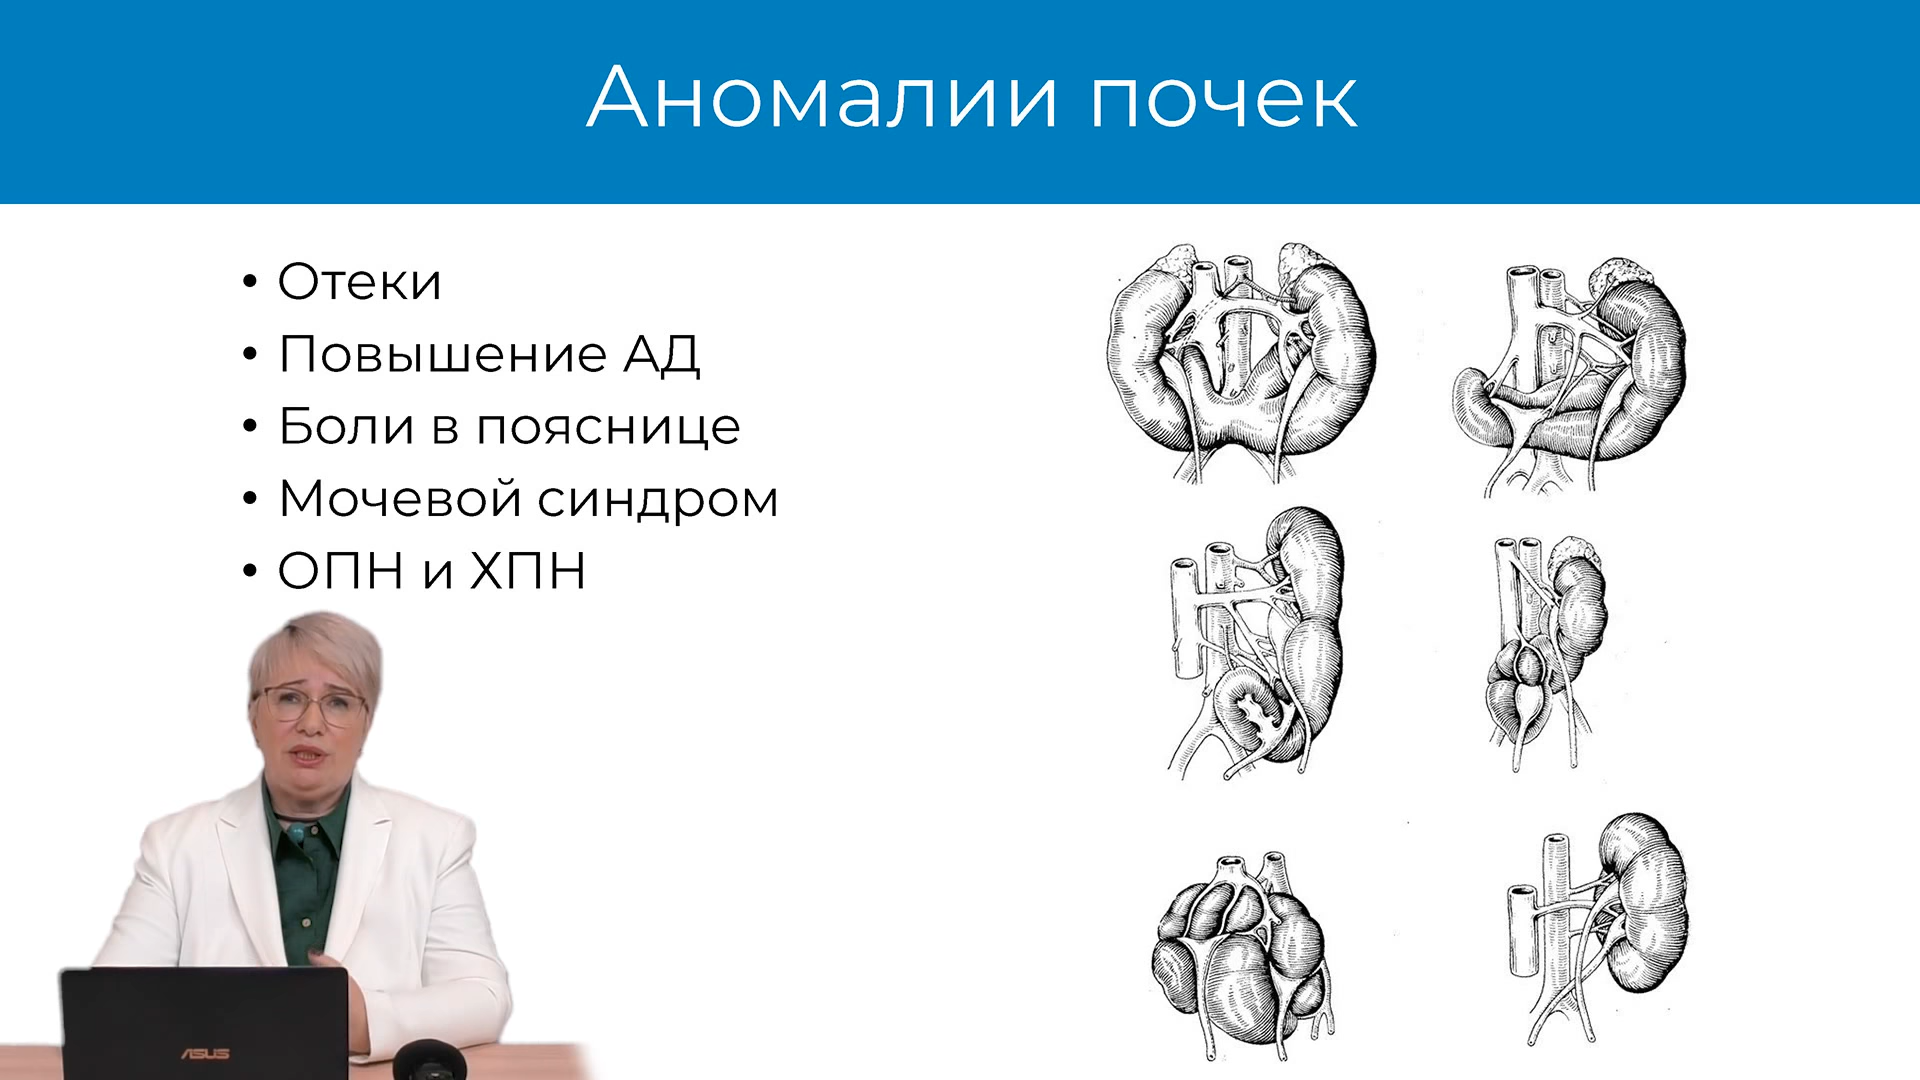 Аномалии почек
• Отеки
• Повышение АД
• Боли в пояснице
• Мочевой синдром
• ОПН и ХПН
ASUS